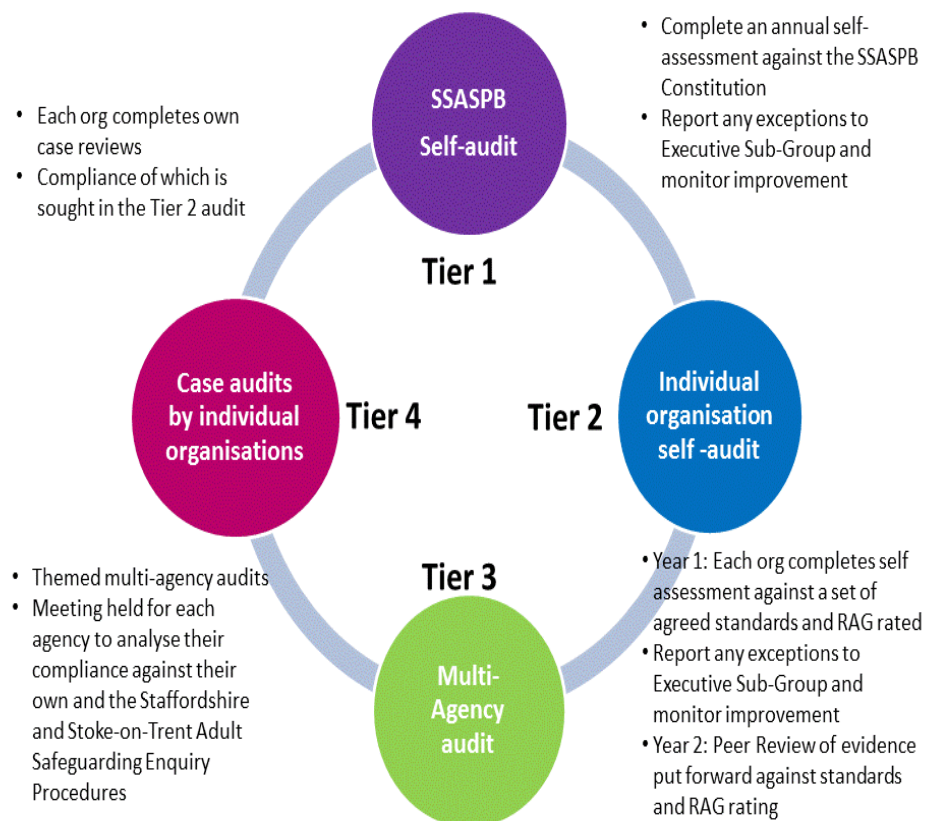 SSASPB
Self-audit
Tier 1
• Complete an annual self-
assessment against the SSASPB
Constitution
• Report any exceptions to
Executive Sub-Group and
monitor improvement
Individual
organisation
self -audit
Tier 2
• Year 1: Each org completes self
assessment against a set of
agreed standards and RAG rated
• Report any exceptions to
Executive Sub-Group and
monitor improvement
• Year 2: Peer Review of evidence
put forward against standards
and RAG rating
Tier 3
Multi-
Agency
audit
• Themed multi-agency audits
• Meeting held for each
agency to analyse their
compliance against their
own and the Staffordshire
and Stoke-on-Trent Adult
Safeguarding Enquiry
Procedures
Case audits
by individual
organisations
Tier 4
• Each org completes own
case reviews
• Compliance of which is
sought in the Tier 2 audit